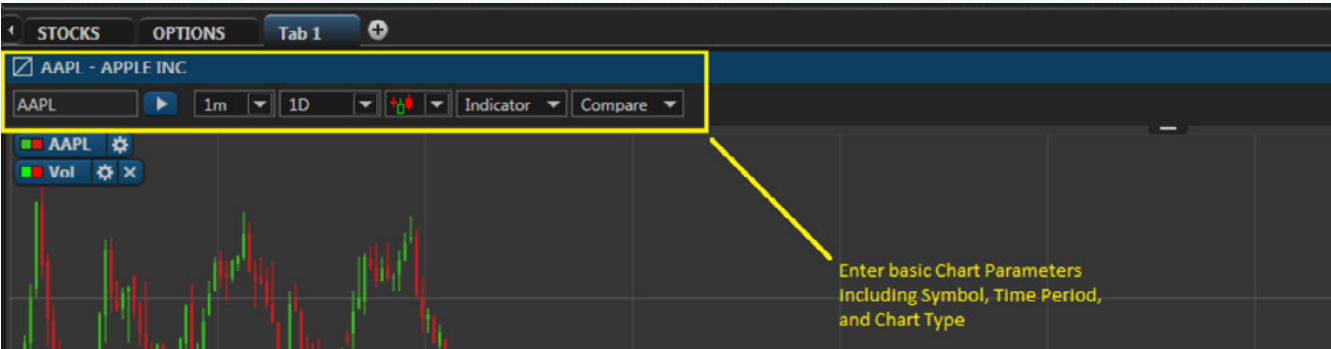 STOCKS OPTIONS Tab 1
AAPL - APPLE INC
AAPL 1m 1D Indicator Compare
AAPL
Vol
Enter basic Chart Parameters
Including Symbol, Time Period,
and Chart Type